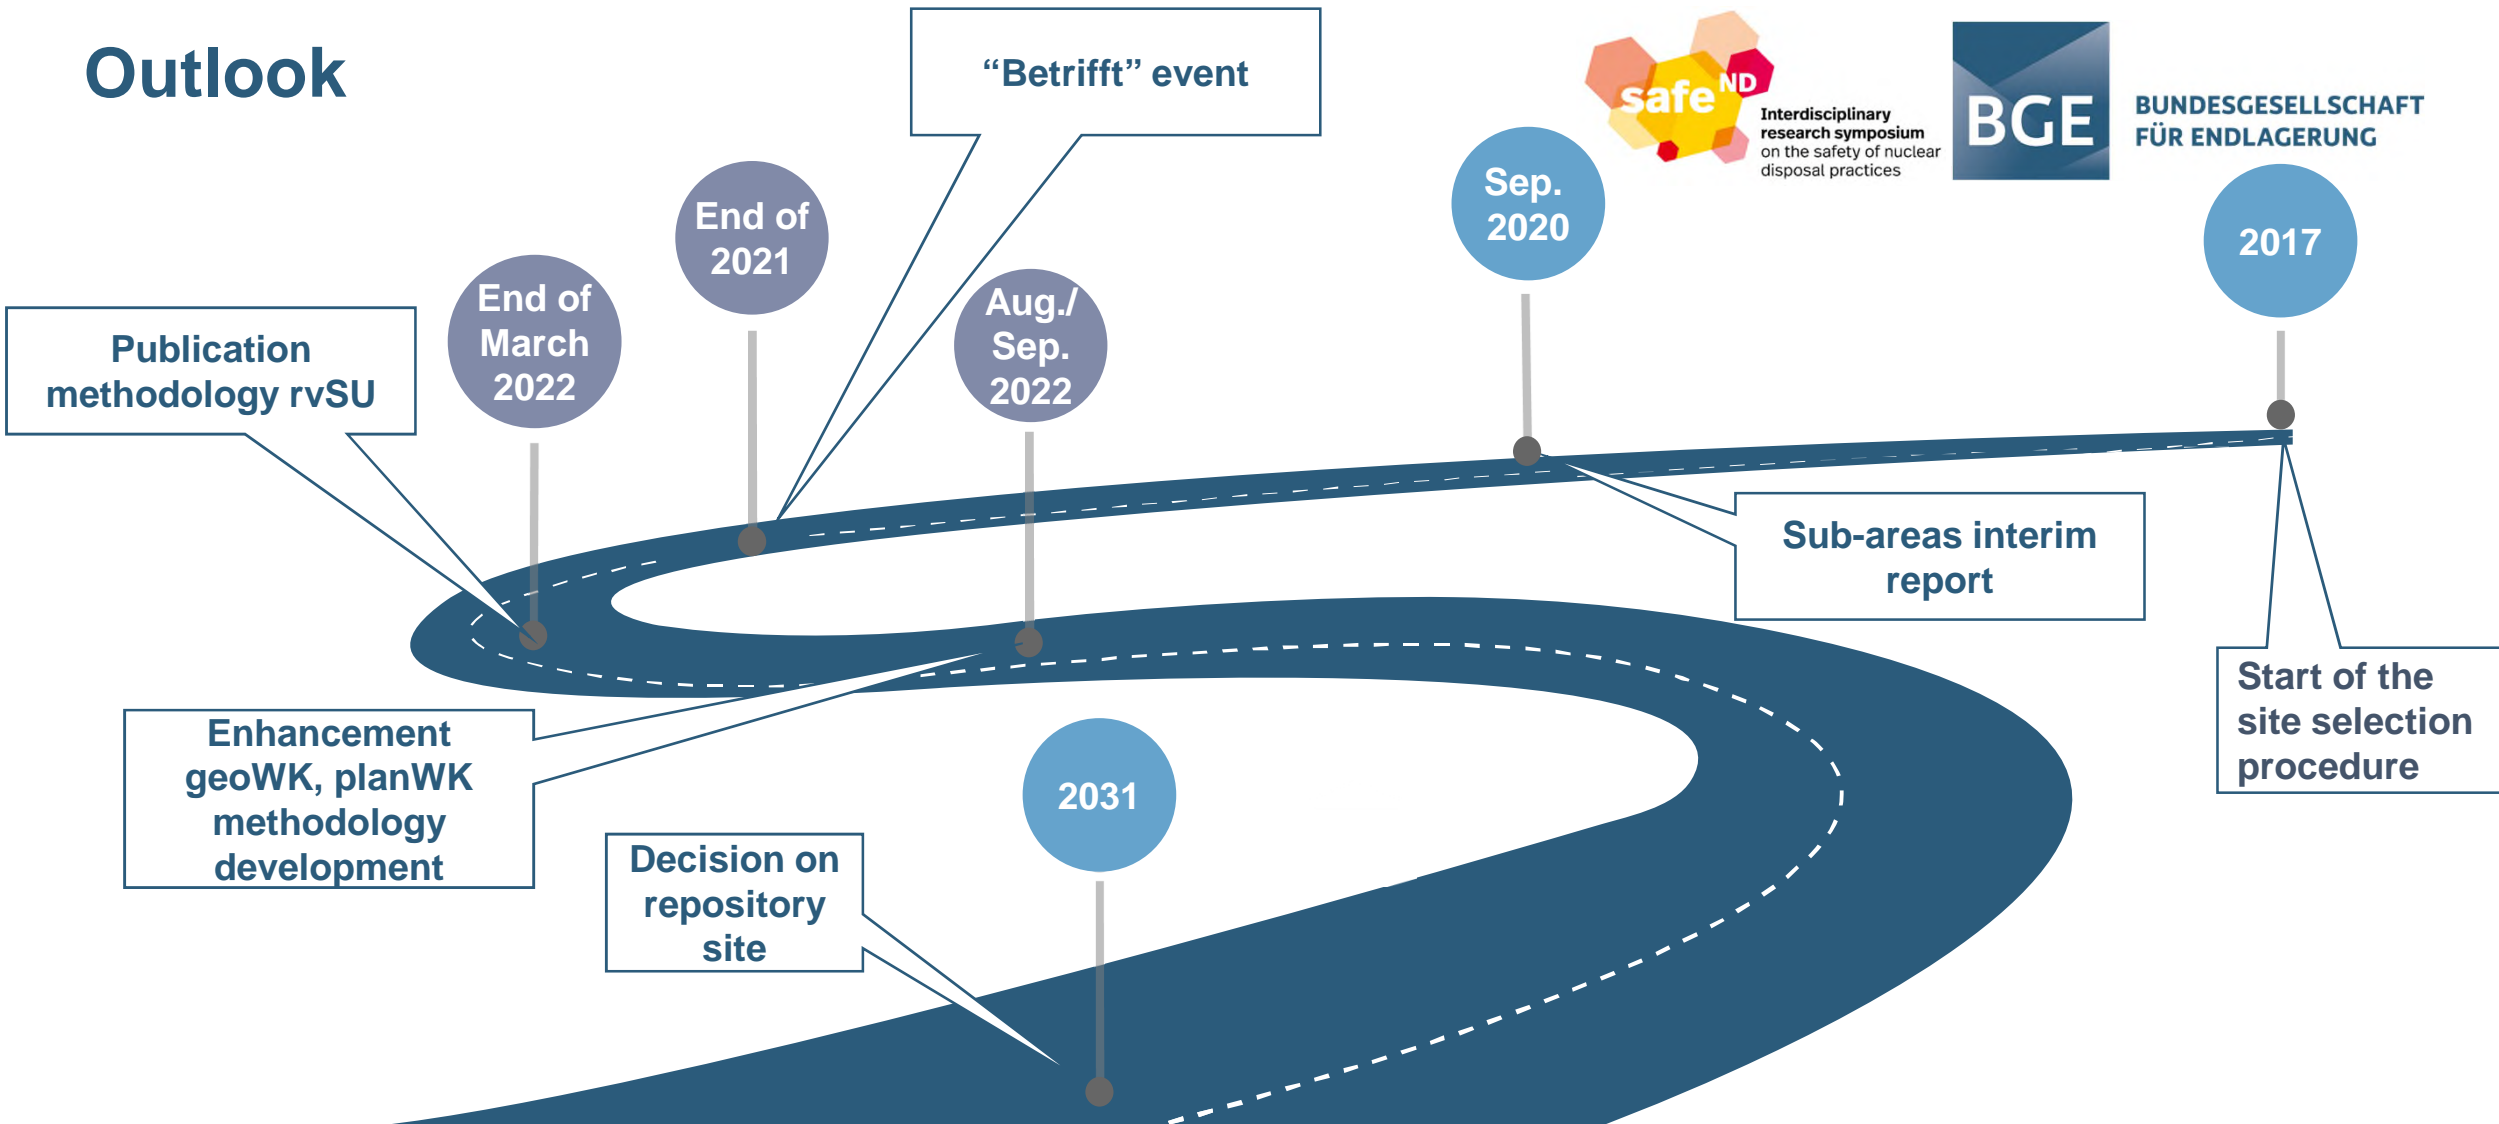 Outlook
“Betrifft” event
safe ND
Interdisciplinary
research symposium
on the safety of nuclear
disposal practices
BGE
BUNDESGESELLSCHAFT
FÜR ENDLAGERUNG
End of
March
2022
End of
2021
Aug./
Sep.
2022
Sep.
2020
2017
Publication
methodology rvSU
Sub-areas interim
report
Start of the
site selection
procedure
Enhancement
geoWK, planWK
methodology
development
2031
Decision on
repository
site